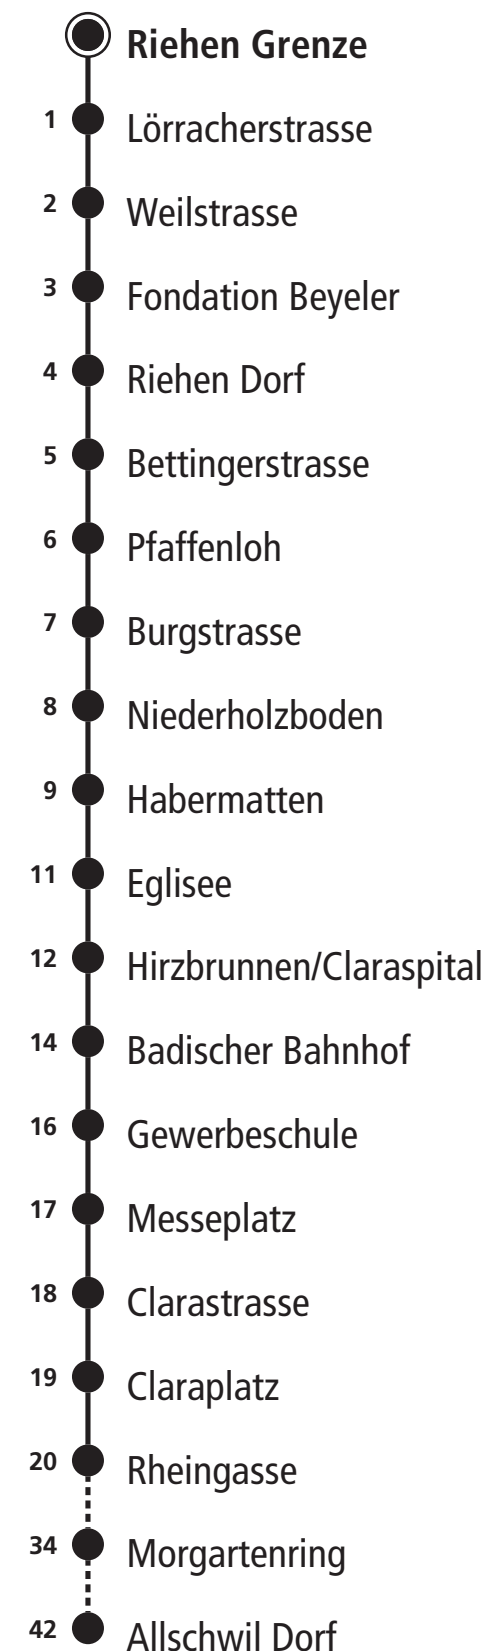 Riehen Grenze
1 Lörracherstrasse
2 Weilstrasse
3 Fondation Beyeler
4 Riehen Dorf
5 Bettingerstrasse
6 Pfaffenloh
7 Burgstrasse
8 Niederholzboden
9 Habermatten
11 Eglisee
12 Hirzbrunnen/Claraspital
14 Badischer Bahnhof
16 Gewerbeschule
17 Messeplatz
18 Clarastrasse
19 Claraplatz
20 Rheingasse
34 Morgartenring
42 Allschwil Dorf